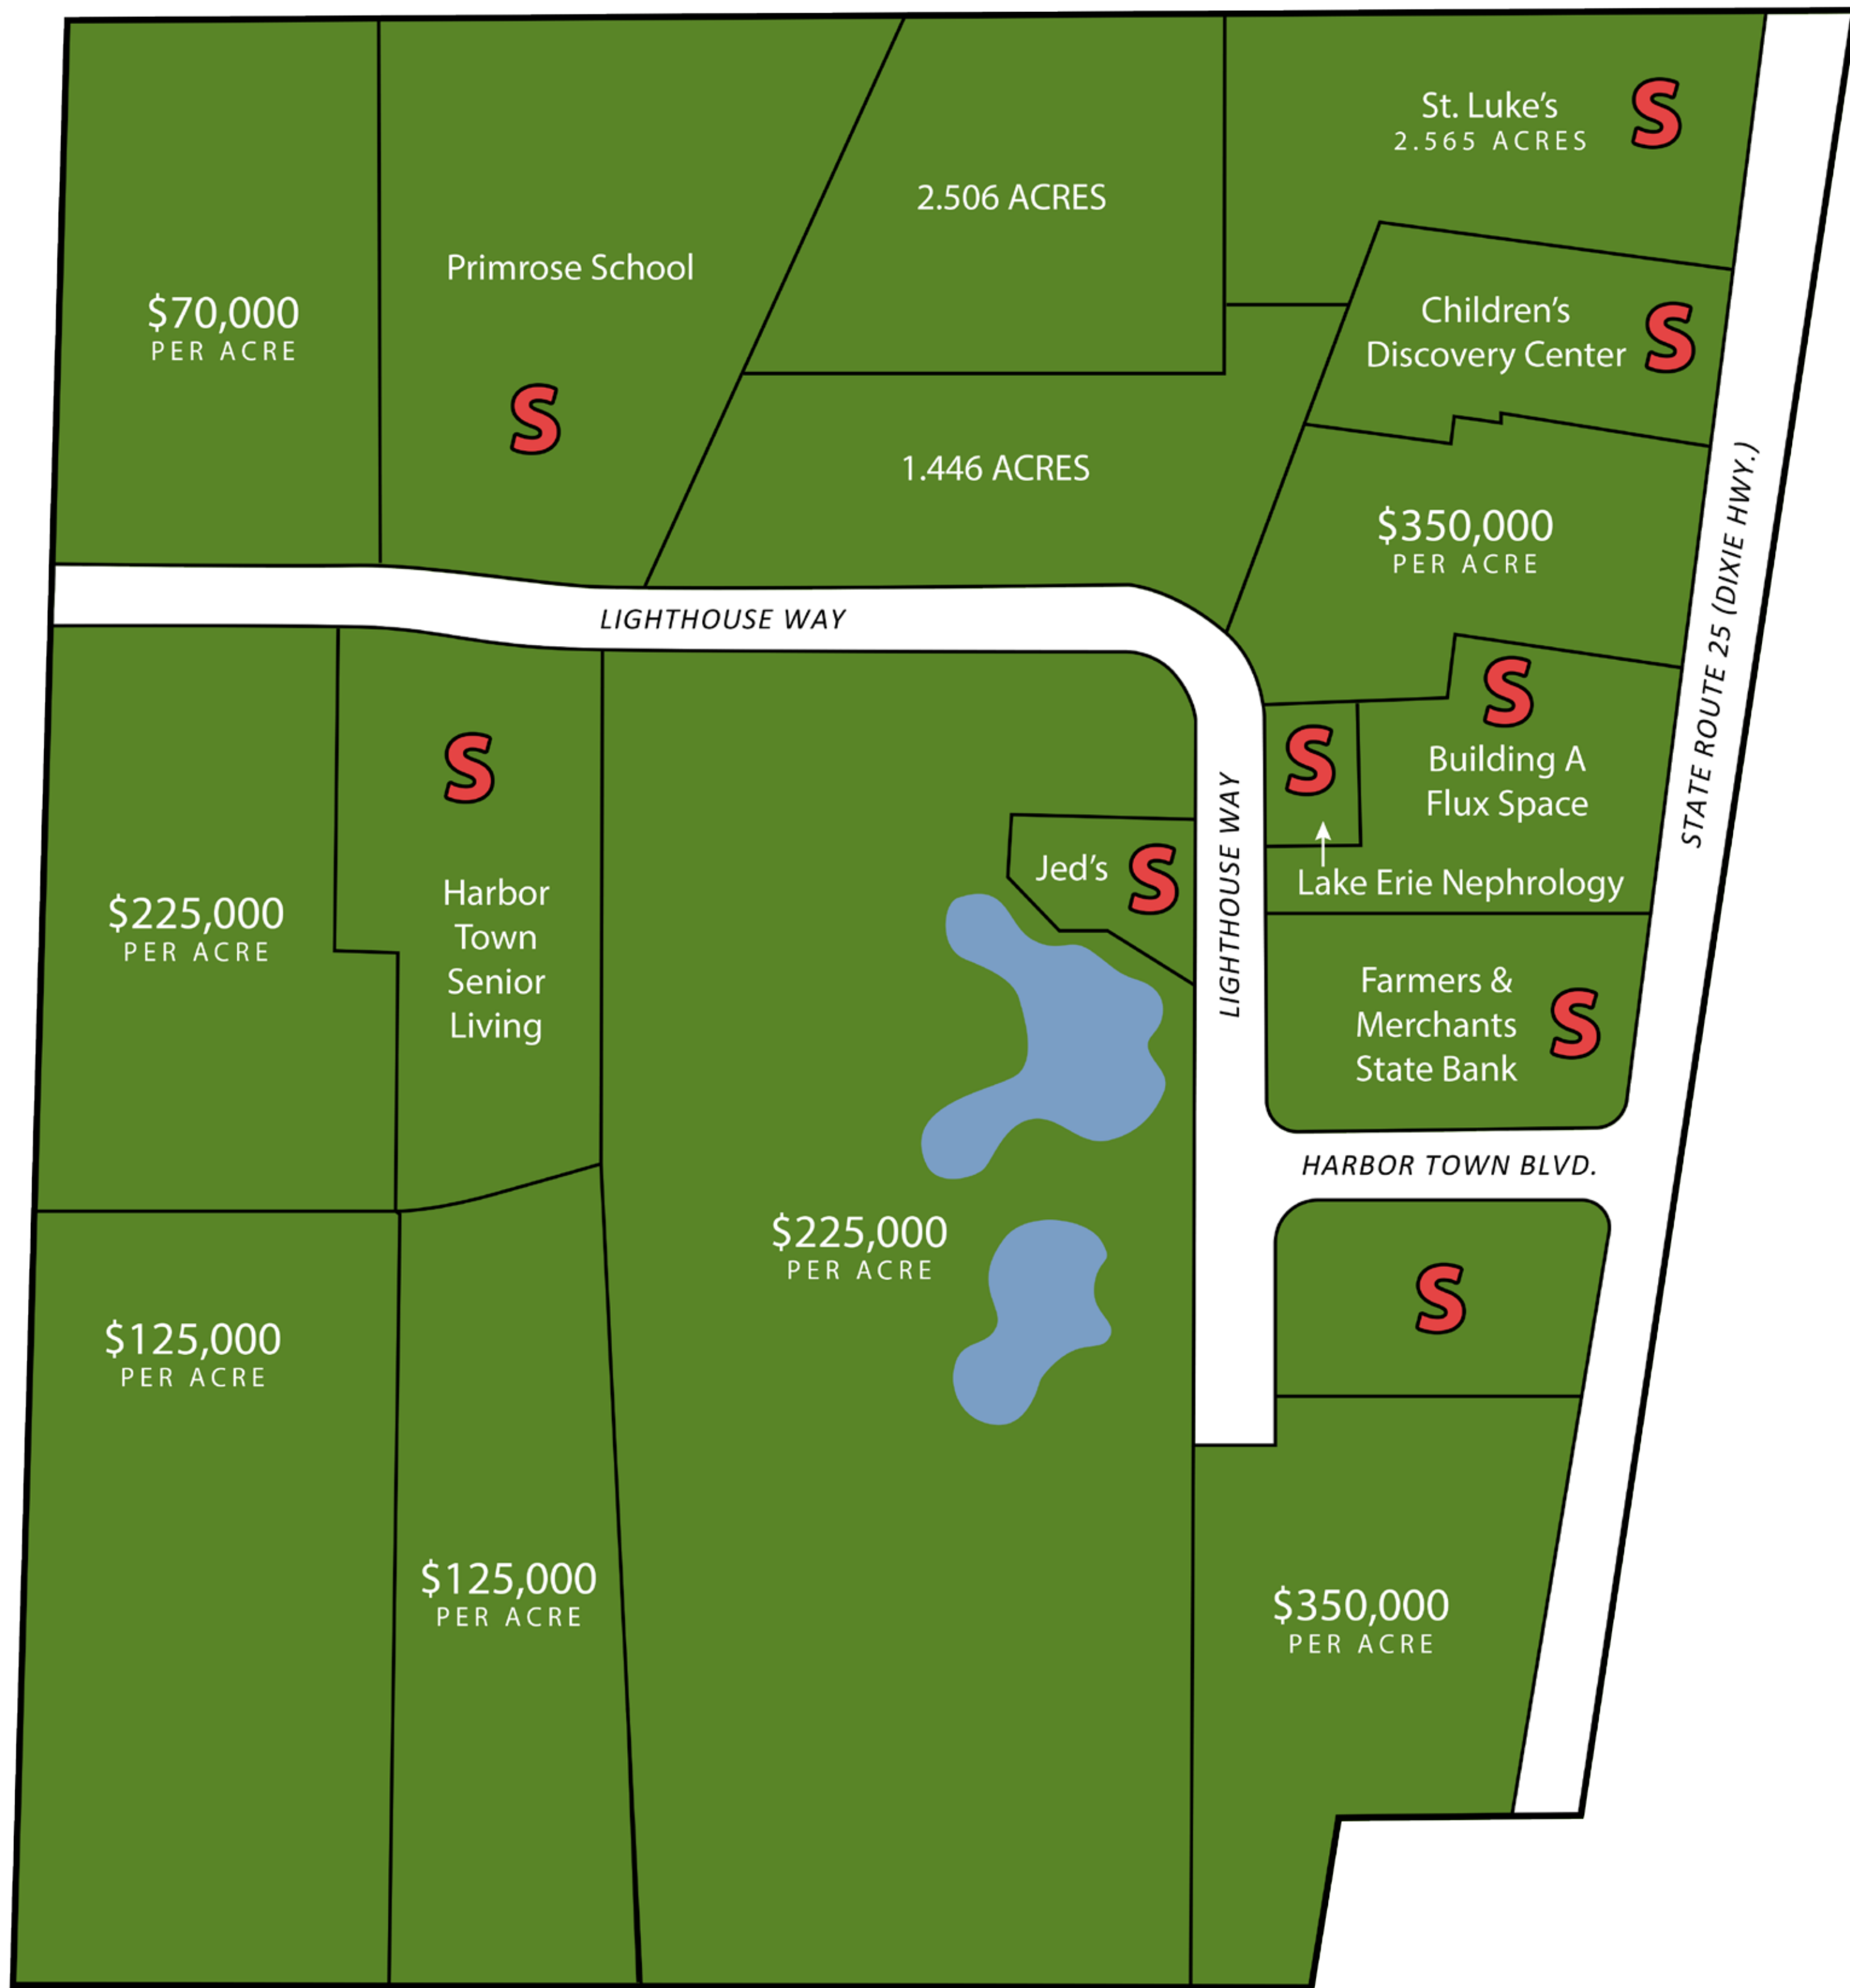 St. Luke's
2.565 ACRES
S
2.506 ACRES
Primrose School
S
$70,000
PER ACRE
Children's
Discovery Center
S
1.446 ACRES
$350,000
PER ACRE
STATE ROUTE 25 (DIXIE HWY.)
LIGHTHOUSE WAY
S
Building A
Flux Space
S
Lake Erie Nephrology
S
Harbor
Town
Senior
Living
Jed's
S
LIGHTHOUSE WAY
$225,000
PER ACRE
Farmers &
Merchants
State Bank
S
HARBOR TOWN BLVD.
$225,000
PER ACRE
S
$125,000
PER ACRE
$125,000
PER ACRE
$350,000
PER ACRE